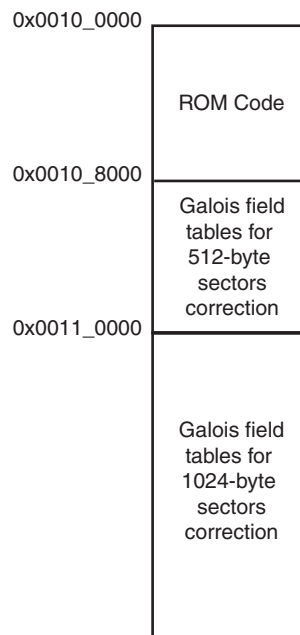 0x0010_0000
ROM Code
0x0010_8000
Galois field
tables for
512-byte
sectors
correction
0x0011_0000
Galois field
tables for
1024-byte
sectors
correction